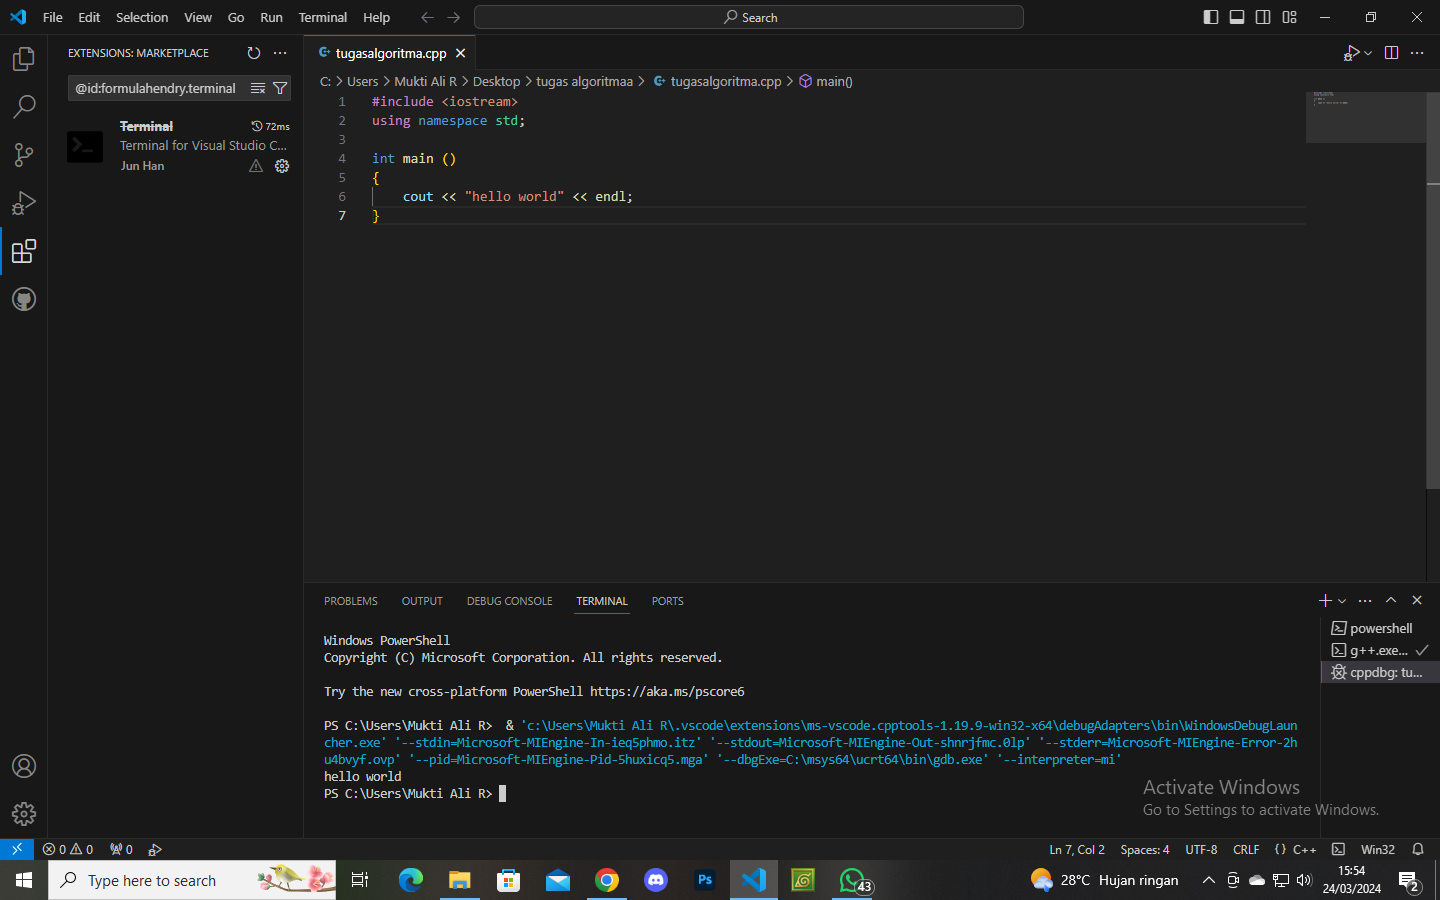 File Edit Selection View Go Run Terminal Help
Search
EXTENSIONS: MARKETPLACE
@id:formulahendry.terminal
Terminal 72ms
Terminal for Visual Studio C...
Jun Han
tugasalgoritma.cpp
C: > Users > Mukti Ali R > Desktop > tugas algoritmaa > tugasalgoritma.cpp > main()
1 #include <iostream>
2 using namespace std;
3
4 int main ()
5 {
6 cout << "hello world" << endl;
7 }
PROBLEMS OUTPUT DEBUG CONSOLE TERMINAL PORTS
Windows PowerShell
Copyright (C) Microsoft Corporation. All rights reserved.
Try the new cross-platform PowerShell https://aka.ms/pscore6
PS C:\Users\Mukti Ali R>  & 'c:\Users\Mukti Ali R\.vscode\extensions\ms-vscode.cpptools-1.19.9-win32-x64\debugAdapters\bin\WindowsDebugLaun
cher.exe' '--stdin=Microsoft-MIEngine-In-ieq5phmo.itz' '--stdout=Microsoft-MIEngine-Out-shnrjfmc.0lp' '--stderr=Microsoft-MIEngine-Error-2h
u4bvyf.ovp' '--pid=Microsoft-MIEngine-Pid-5huxicq5.mga' '--dbgExe=C:\msys64\ucrt64\bin\gdb.exe' '--interpreter=mi'
hello world
PS C:\Users\Mukti Ali R>
powershell
g++.exe...
cppdbg: tu...
Activate Windows
Go to Settings to activate Windows.
0 0 0
Ln 7, Col 2 Spaces: 4 UTF-8 CRLF {} C++ Win32
Type here to search
Ps
43
28°C Hujan ringan
15:54
24/03/2024
2